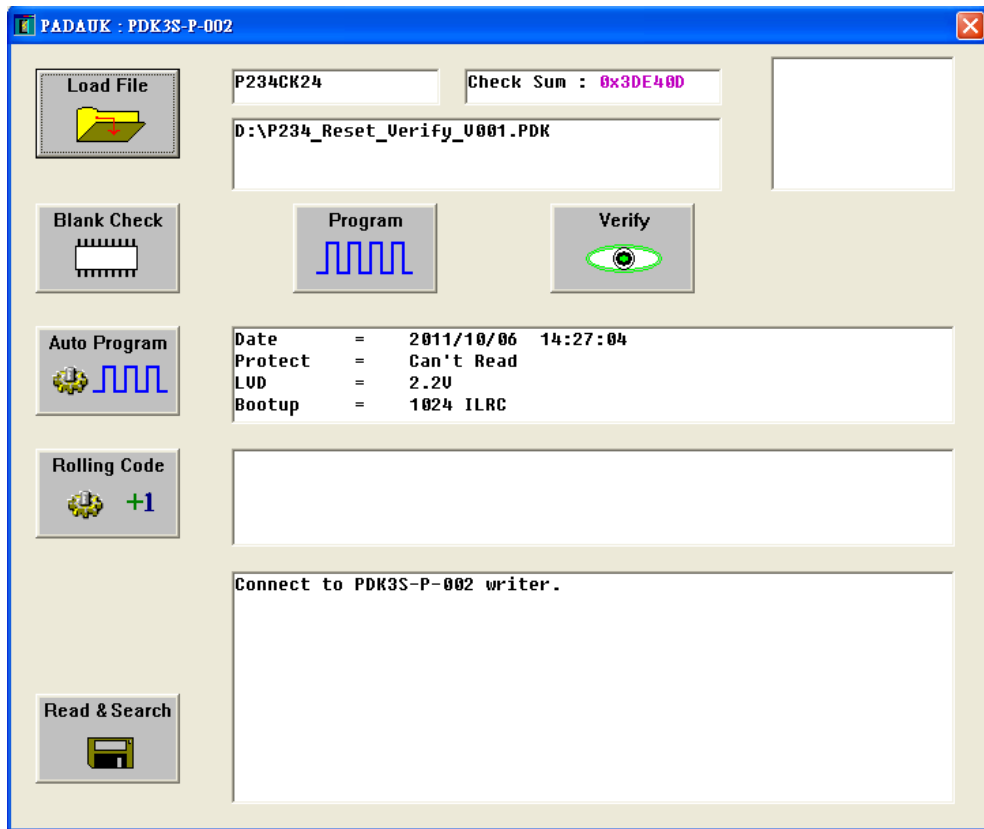 PADAUK : PDK3S-P-002
Load File
P234CK24
Check Sum : 0x3DE40D
D:\P234_Reset_Verify_V001.PDK
Blank Check
Program
Verify
Auto Program
Date = 2011/10/06 14:27:04
Protect = Can't Read
LVD = 2.2V
Bootup = 1024 ILRC
Rolling Code
+1
Connect to PDK3S-P-002 writer.
Read & Search